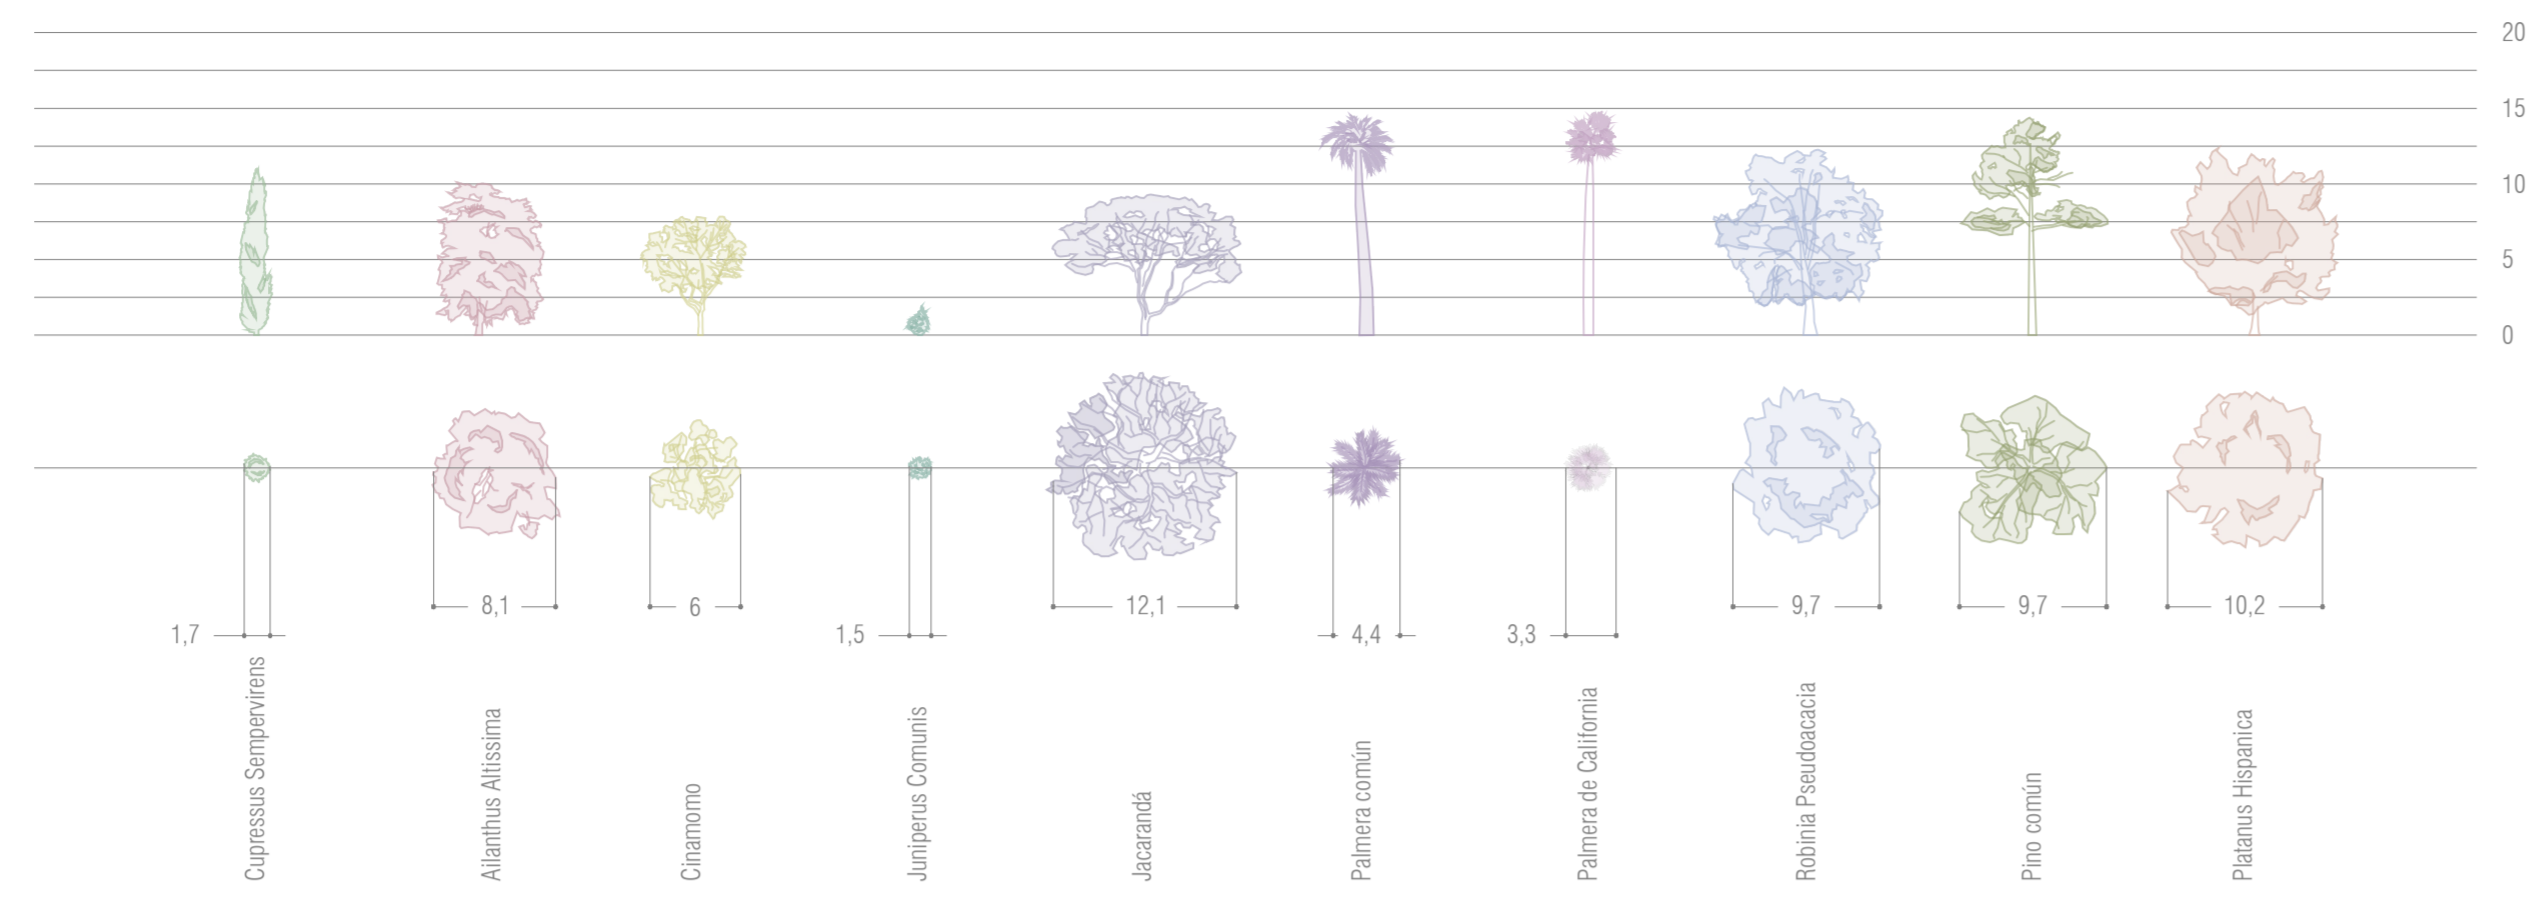 20
15
10
5
0
8,1
6
12,1
9,7
9,7
10,2
1,7
1,5
4,4
3,3
Cupressus Sempervirens
Ailanthus Altissima
Cinamomo
Juniperus Comunis
Jacarandá
Palmera común
Palmera de California
Robinia Pseudoacacia
Pino común
Platanus Hispanica